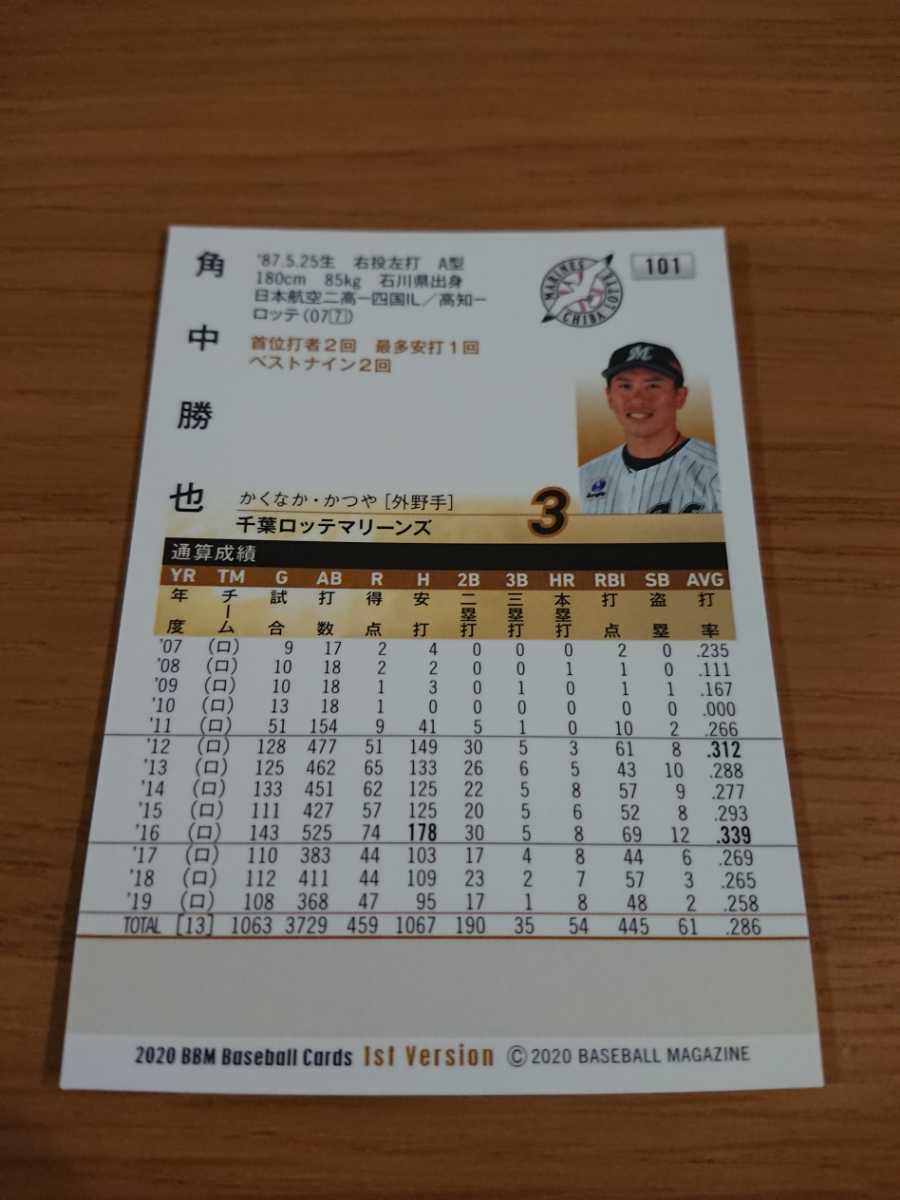 角中勝也
'87.5.25生 右投左打 A型
180cm 85kg 石川県出身
日本航空二高ー四国IL／高知ー
ロッテ(07⑦)
首位打者2回 最多安打1回
ベストナイン2回
MARINES CHIBA LOTTE
101
M
かくなか・かつや [外野手]
千葉ロッテマリーンズ
3
通算成績
YR TM G AB R H 2B 3B HR RBI SB AVG
年度 チーム 試合 打数 得点 安打 二塁打 三塁打 本塁打 打点 盗塁 打率
'07 (ロ) 9 17 2 4 0 0 0 2 0 .235
'08 (ロ) 10 18 2 2 0 0 1 1 0 .111
'09 (ロ) 10 18 1 3 0 1 0 1 1 .167
'10 (ロ) 13 18 1 0 0 0 0 0 0 .000
'11 (ロ) 51 154 9 41 5 1 0 10 2 .266
'12 (ロ) 128 477 51 149 30 5 3 61 8 .312
'13 (ロ) 125 462 65 133 26 6 5 43 10 .288
'14 (ロ) 133 451 62 125 22 5 8 57 9 .277
'15 (ロ) 111 427 57 125 20 5 6 52 8 .293
'16 (ロ) 143 525 74 178 30 5 8 69 12 .339
'17 (ロ) 110 383 44 103 17 4 8 44 6 .269
'18 (ロ) 112 411 44 109 23 2 7 57 3 .265
'19 (ロ) 108 368 47 95 17 1 8 48 2 .258
TOTAL [13] 1063 3729 459 1067 190 35 54 445 61 .286
2020 BBM Baseball Cards 1st Version ©2020 BASEBALL MAGAZINE